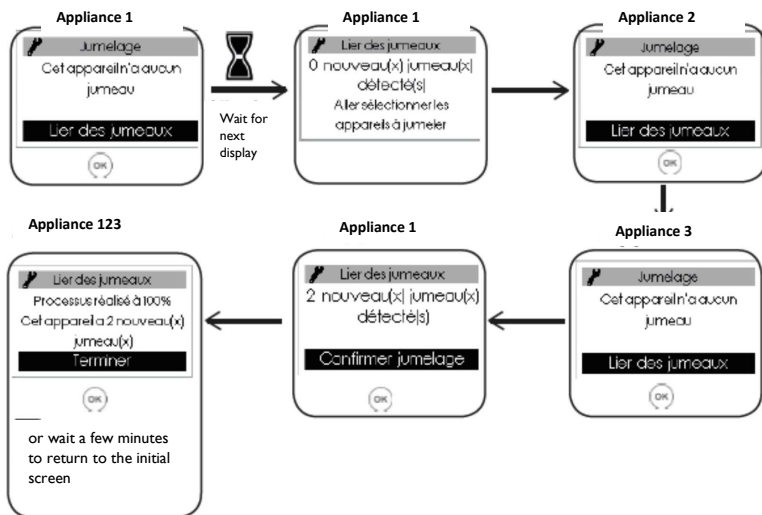 Appliance 1
Jumelage
Cet appareil n'a aucun
jumeau
Lier des jumeaux
OK
Wait for
next
display
Appliance 1
Lier des jumeaux
0 nouveau(x) jumeau(x|
détecté(s|
Aller sélectionner les
appareils à jumeler
Appliance 2
Jumelage
Cet appareil n'a aucun
jumeau
Lier des jumeaux
OK
Appliance 3
Jumelage
Cet appareil n'a aucun
jumeau
Lier des jumeaux
OK
Appliance 1
Lier des jumeaux
2 nouveau(x| jumeau(x)
détecté(s)
Confirmer jumelage
OK
Appliance 123
Lier des jumeaux
Processus réalisé à 100%
Cet appareil a 2 nouveau(x)
jumeau(x)
Terminer
OK
or wait a few minutes
to return to the initial
screen